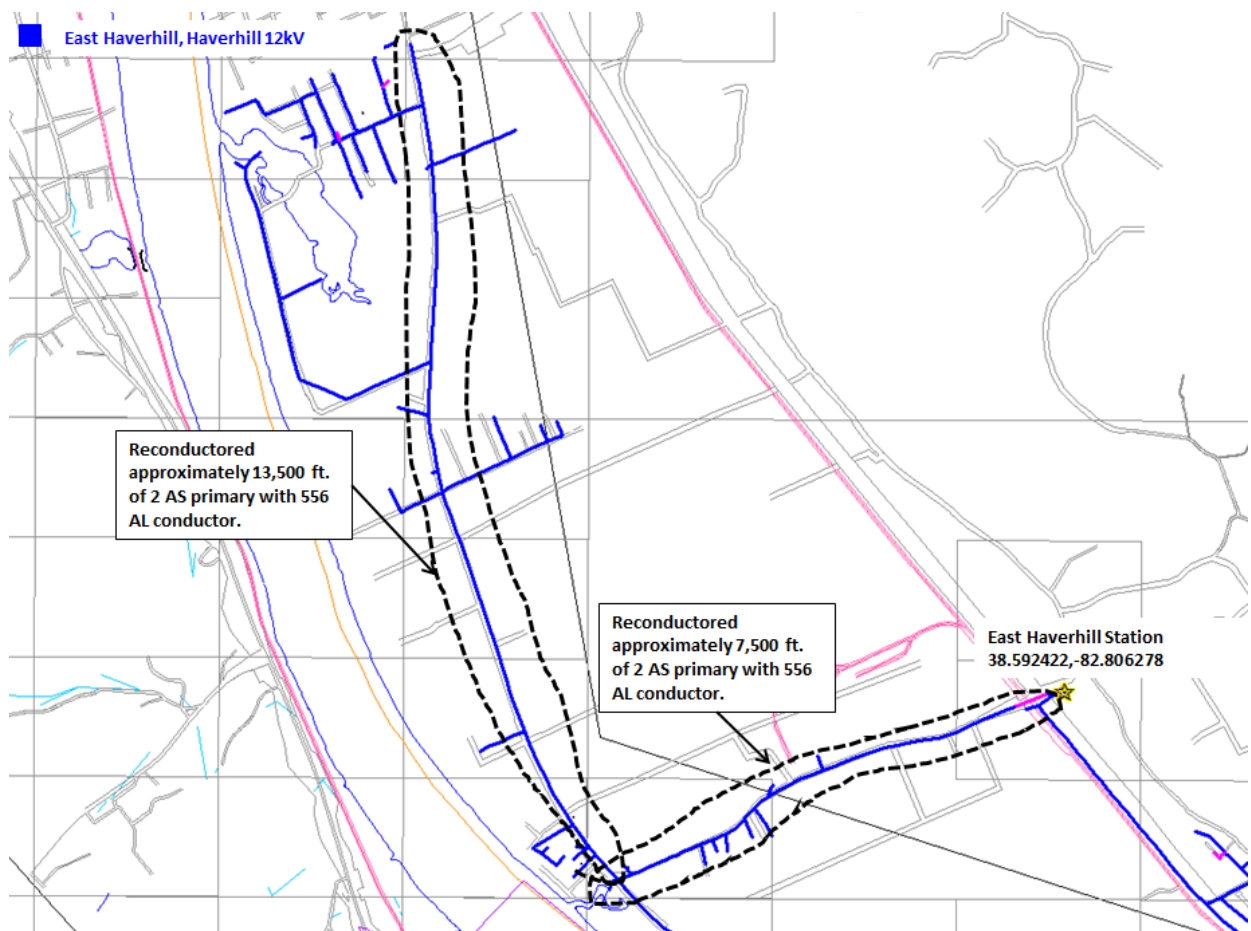 East Haverhill, Haverhill 12kV
Reconductored
approximately 13,500 ft.
of 2 AS primary with 556
AL conductor.
Reconductored
approximately 7,500 ft.
of 2 AS primary with 556
AL conductor.
East Haverhill Station
38.592422,-82.806278